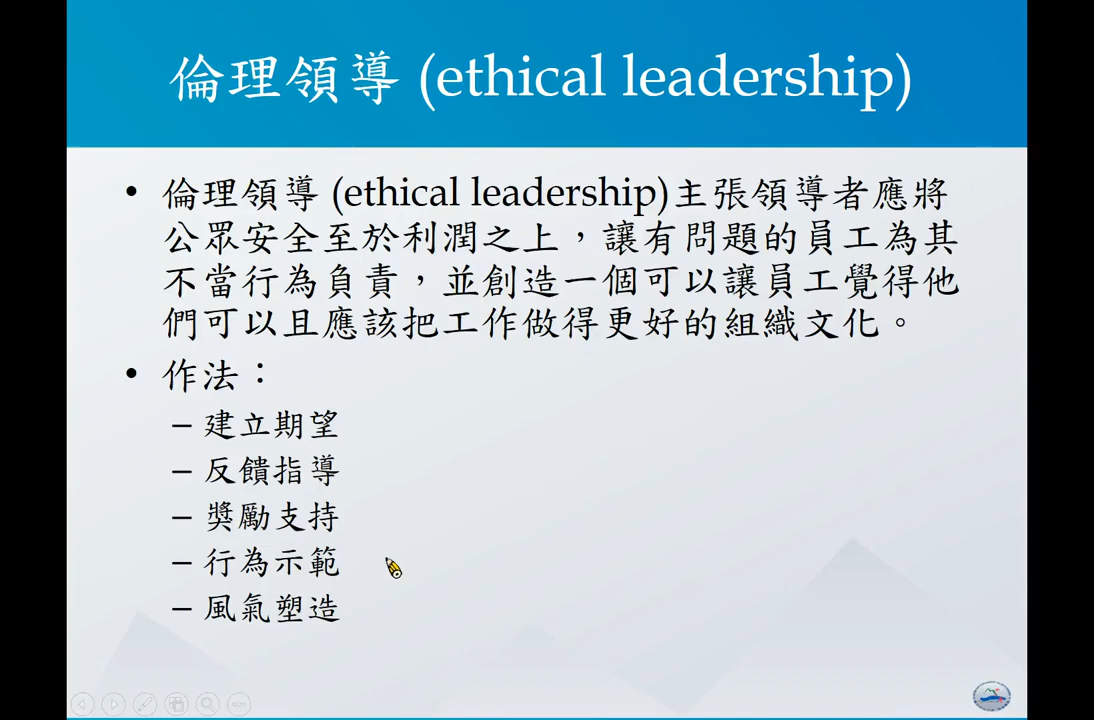 倫理領導 (ethical leadership)
• 倫理領導 (ethical leadership)主張領導者應將
公眾安全至於利潤之上，讓有問題的員工為其
不當行為負責，並創造一個可以讓員工覺得他
們可以且應該把工作做得更好的組織文化。
• 作法：
– 建立期望
– 反饋指導
– 獎勵支持
– 行為示範
– 風氣塑造